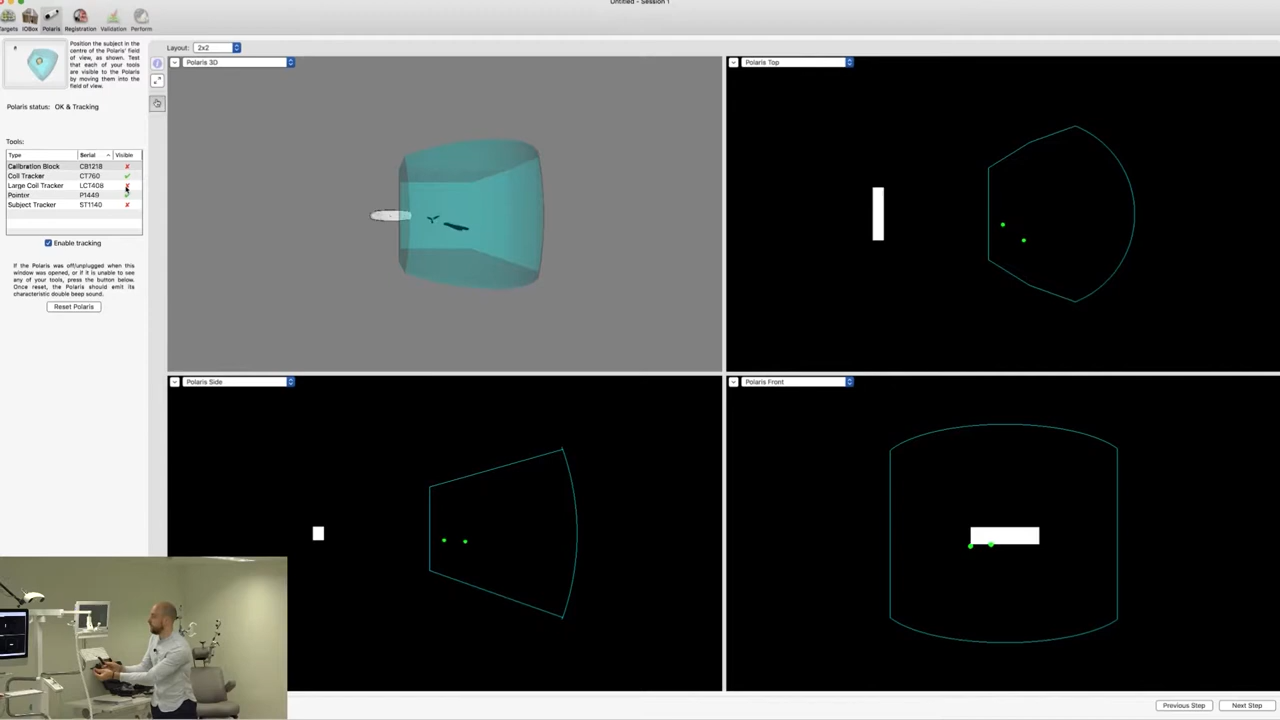 Untitled - Session 1
Targets
IOBox
Polaris
Registration
Validation
Perform
Position the subject in the
centre of the Polaris' field
of view, as shown. Test
that each of your tools
are visible to the Polaris
by moving them into the
field of view.
Polaris status: OK & Tracking
Tools:
Type Serial Visible
Calibration Block CB1218
Coil Tracker CT760
Large Coil Tracker LCT408
Pointer P1449
Subject Tracker ST1140
Enable tracking
If the Polaris was off/unplugged when this
window was opened, or if it is unable to see
any of your tools, press the button below.
Once reset, the Polaris should emit its
characteristic double beep sound.
Reset Polaris
Layout: 2x2
Polaris 3D
Polaris Top
Polaris Side
Polaris Front
Previous Step
Next Step